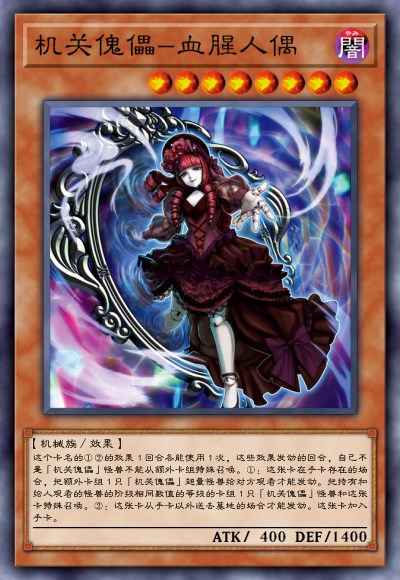 机关傀儡-血腥人偶
やみ
闇
【机械族／效果】
这个卡名的①②的效果1回合各能使用1次，这些效果发动的回合，自己不
是「机关傀儡」怪兽不能从额外卡组特殊召唤。①：这张卡在手卡存在的场
合，把额外卡组1只「机关傀儡」超量怪兽给对方观看才能发动。把持有和
给人观看的怪兽的阶级相同数值的等级的卡组1只「机关傀儡」怪兽和这张
卡特殊召唤。②：这张卡从手卡以外送去墓地的场合才能发动。这张卡加入
手卡。
ATK/ 400 DEF/1400